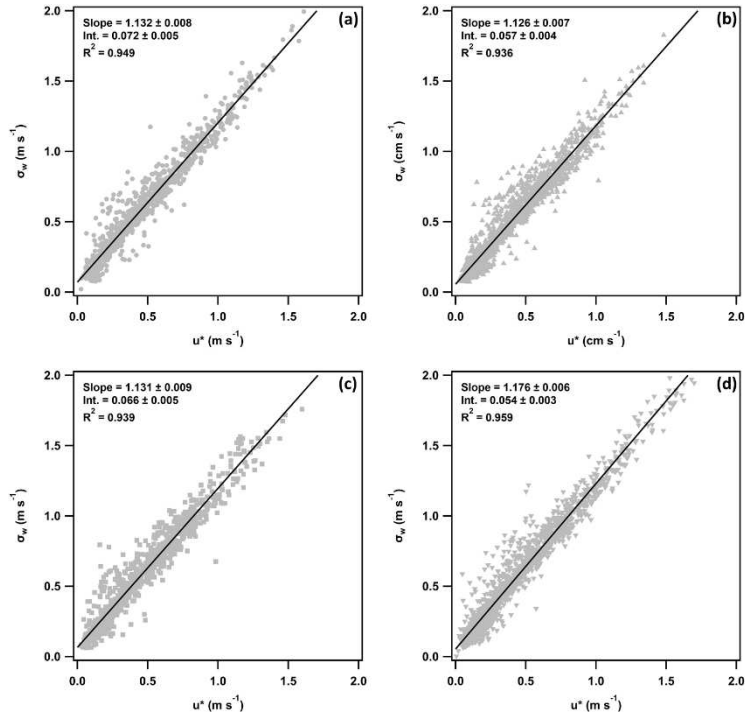 (a)
Slope = 1.132 ± 0.008
Int. = 0.072 ± 0.005
R² = 0.949
2.0
1.5
1.0
0.5
0.0
σw (m s⁻¹)
0.0 0.5 1.0 1.5 2.0
u* (m s⁻¹)
(b)
Slope = 1.126 ± 0.007
Int. = 0.057 ± 0.004
R² = 0.936
2.0
1.5
1.0
0.5
0.0
σw (cm s⁻¹)
0.0 0.5 1.0 1.5 2.0
u* (cm s⁻¹)
(c)
Slope = 1.131 ± 0.009
Int. = 0.066 ± 0.005
R² = 0.939
2.0
1.5
1.0
0.5
0.0
σw (m s⁻¹)
0.0 0.5 1.0 1.5 2.0
u* (m s⁻¹)
(d)
Slope = 1.176 ± 0.006
Int. = 0.054 ± 0.003
R² = 0.959
2.0
1.5
1.0
0.5
0.0
σw (m s⁻¹)
0.0 0.5 1.0 1.5 2.0
u* (m s⁻¹)